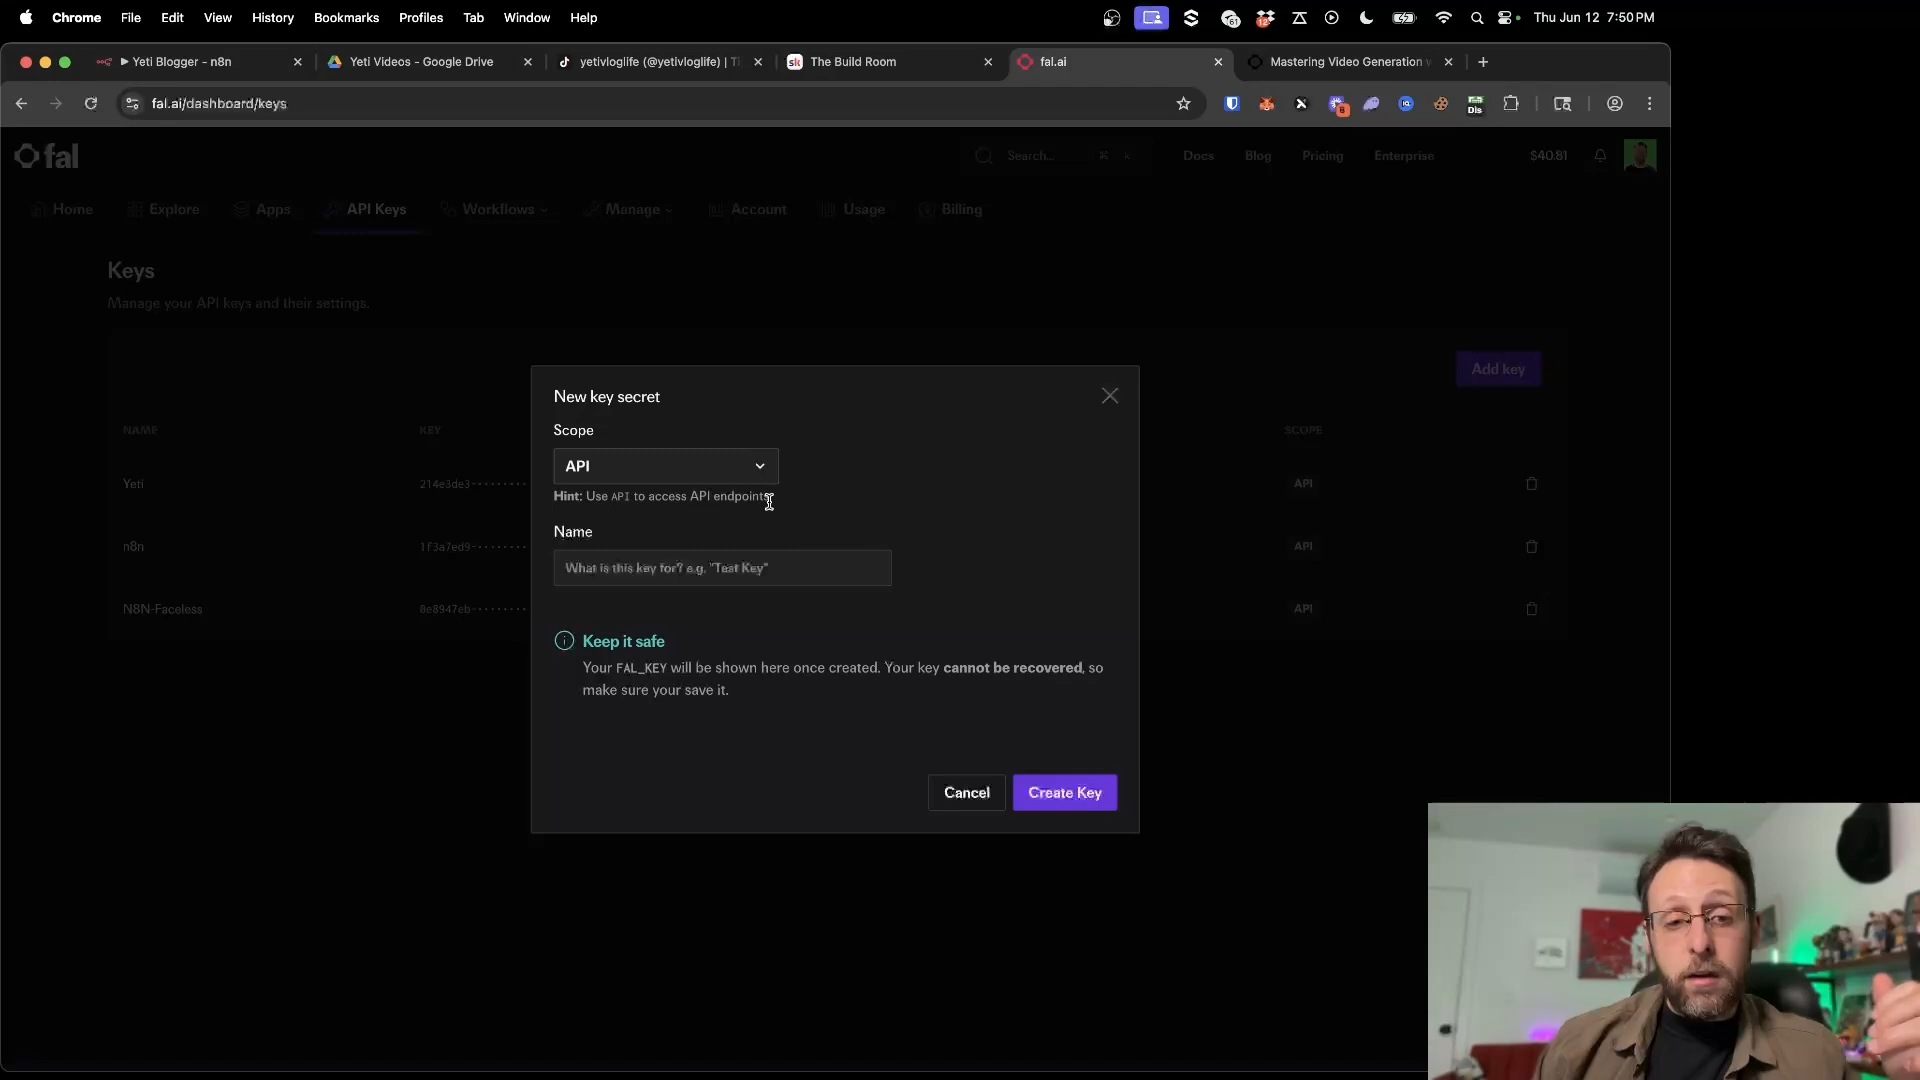 Chrome File Edit View History Bookmarks Profiles Tab Window Help
61 12 Thu Jun 12 7:50 PM
Yeti Blogger - n8n
Yeti Videos - Google Drive
yetivloglife (@yetivloglife) | Ti
The Build Room
fal.ai
Mastering Video Generation w
fal.ai/dashboard/keys
Dis
fal
Search... ⌘ K
Docs Blog Pricing Enterprise
$40.81
Home Explore Apps API Keys Workflows Manage Account Usage Billing
Keys
Manage your API keys and their settings.
Add key
NAME KEY SCOPE
Yeti 214e3de3-------- API
n8n 1f3a7ed9-------- API
N8N-Faceless 8e8947eb-------- API
New key secret
Scope
API
Hint: Use API to access API endpoints
Name
What is this key for? e.g. "Test Key"
Keep it safe
Your FAL_KEY will be shown here once created. Your key cannot be recovered, so
make sure your save it.
Cancel Create Key